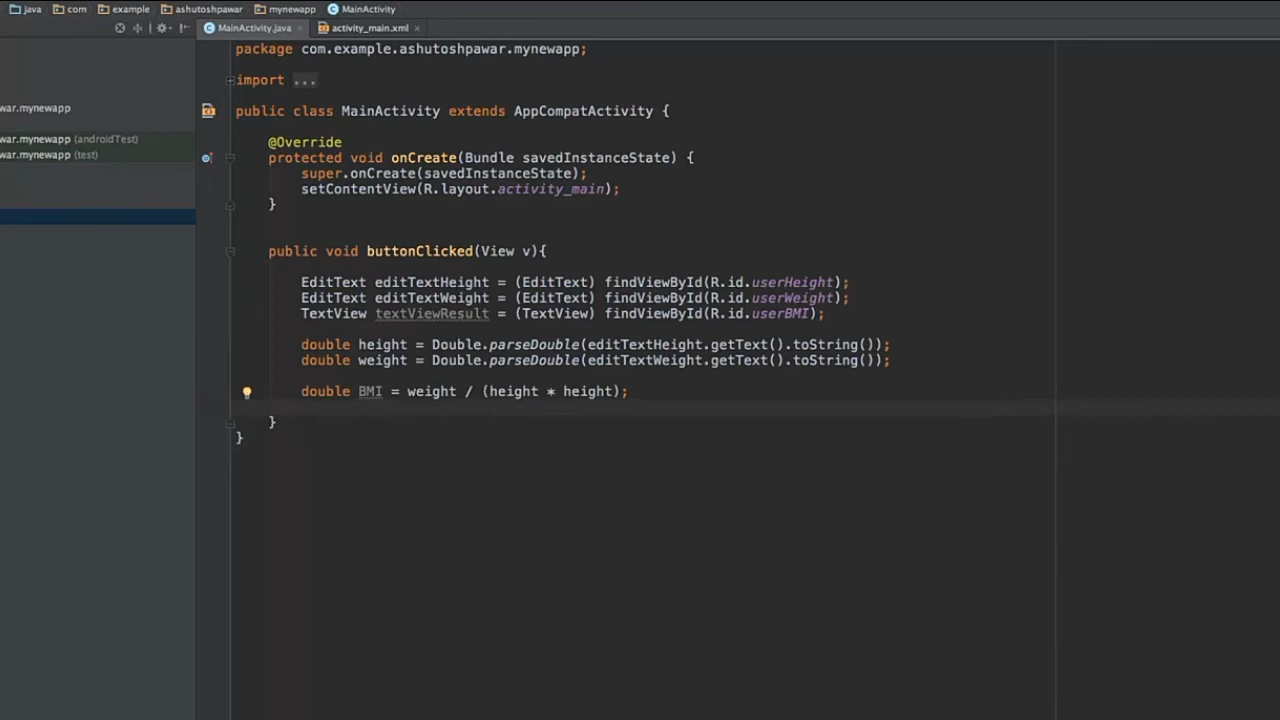 java com example ashutoshpawar mynewapp MainActivity
MainActivity.java activity_main.xml
package com.example.ashutoshpawar.mynewapp;
import ...
war.mynewapp
public class MainActivity extends AppCompatActivity {
war.mynewapp (androidTest)
@Override
war.mynewapp (test)
protected void onCreate(Bundle savedInstanceState) {
super.onCreate(savedInstanceState);
setContentView(R.layout.activity_main);
}
public void buttonClicked(View v){
EditText editTextHeight = (EditText) findViewById(R.id.userHeight);
EditText editTextWeight = (EditText) findViewById(R.id.userWeight);
TextView textViewResult = (TextView) findViewById(R.id.userBMI);
double height = Double.parseDouble(editTextHeight.getText().toString());
double weight = Double.parseDouble(editTextWeight.getText().toString());
double BMI = weight / (height * height);
}
}